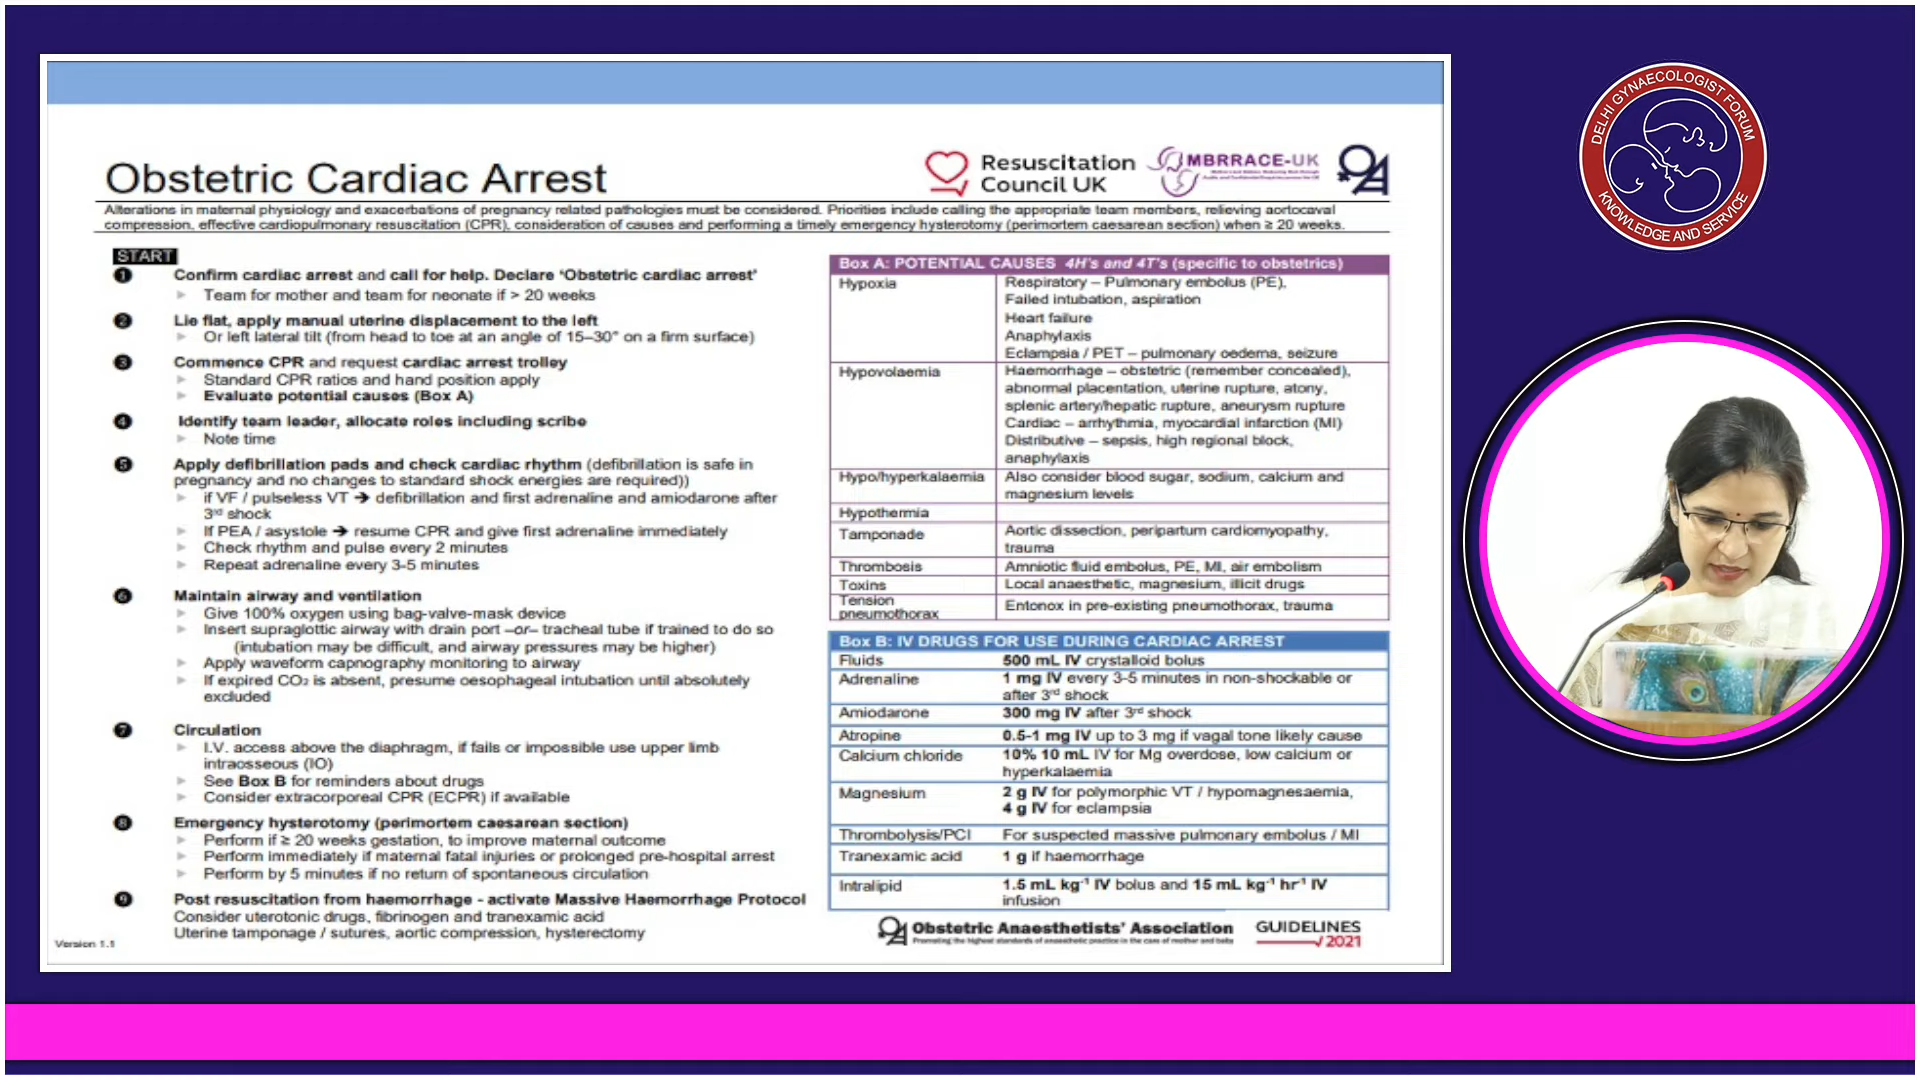 Obstetric Cardiac Arrest
Resuscitation
Council UK
MBRRACE-UK
Alterations in maternal physiology and exacerbations of pregnancy related pathologies must be considered. Priorities include calling the appropriate team members, relieving aortocaval
compression, effective cardiopulmonary resuscitation (CPR), consideration of causes and performing a timely emergency hysterotomy (perimortem caesarean section) when ≥ 20 weeks.
START
1 Confirm cardiac arrest and call for help. Declare 'Obstetric cardiac arrest'
Team for mother and team for neonate if > 20 weeks
2 Lie flat, apply manual uterine displacement to the left
Or left lateral tilt (from head to toe at an angle of 15–30° on a firm surface)
3 Commence CPR and request cardiac arrest trolley
Standard CPR ratios and hand position apply
Evaluate potential causes (Box A)
4 Identify team leader, allocate roles including scribe
Note time
5 Apply defibrillation pads and check cardiac rhythm (defibrillation is safe in
pregnancy and no changes to standard shock energies are required))
if VF / pulseless VT ➔ defibrillation and first adrenaline and amiodarone after
3rd shock
If PEA / asystole ➔ resume CPR and give first adrenaline immediately
Check rhythm and pulse every 2 minutes
Repeat adrenaline every 3-5 minutes
6 Maintain airway and ventilation
Give 100% oxygen using bag-valve-mask device
Insert supraglottic airway with drain port –or– tracheal tube if trained to do so
(intubation may be difficult, and airway pressures may be higher)
Apply waveform capnography monitoring to airway
If expired CO₂ is absent, presume oesophageal intubation until absolutely
excluded
7 Circulation
I.V. access above the diaphragm, if fails or impossible use upper limb
intraosseous (IO)
See Box B for reminders about drugs
Consider extracorporeal CPR (ECPR) if available
8 Emergency hysterotomy (perimortem caesarean section)
Perform if ≥ 20 weeks gestation, to improve maternal outcome
Perform immediately if maternal fatal injuries or prolonged pre-hospital arrest
Perform by 5 minutes if no return of spontaneous circulation
9 Post resuscitation from haemorrhage - activate Massive Haemorrhage Protocol
Consider uterotonic drugs, fibrinogen and tranexamic acid
Uterine tamponage / sutures, aortic compression, hysterectomy
Version 1.1
Box A: POTENTIAL CAUSES 4H's and 4T's (specific to obstetrics)
Hypoxia Respiratory – Pulmonary embolus (PE),
Failed intubation, aspiration
Heart failure
Anaphylaxis
Eclampsia / PET – pulmonary oedema, seizure
Hypovolaemia Haemorrhage – obstetric (remember concealed),
abnormal placentation, uterine rupture, atony,
splenic artery/hepatic rupture, aneurysm rupture
Cardiac – arrhythmia, myocardial infarction (MI)
Distributive – sepsis, high regional block,
anaphylaxis
Hypo/hyperkalaemia Also consider blood sugar, sodium, calcium and
magnesium levels
Hypothermia
Tamponade Aortic dissection, peripartum cardiomyopathy,
trauma
Thrombosis Amniotic fluid embolus, PE, MI, air embolism
Toxins Local anaesthetic, magnesium, illicit drugs
Tension
pneumothorax Entonox in pre-existing pneumothorax, trauma
Box B: IV DRUGS FOR USE DURING CARDIAC ARREST
Fluids 500 mL IV crystalloid bolus
Adrenaline 1 mg IV every 3-5 minutes in non-shockable or
after 3rd shock
Amiodarone 300 mg IV after 3rd shock
Atropine 0.5-1 mg IV up to 3 mg if vagal tone likely cause
Calcium chloride 10% 10 mL IV for Mg overdose, low calcium or
hyperkalaemia
Magnesium 2 g IV for polymorphic VT / hypomagnesaemia,
4 g IV for eclampsia
Thrombolysis/PCI For suspected massive pulmonary embolus / MI
Tranexamic acid 1 g if haemorrhage
Intralipid 1.5 mL kg⁻¹ IV bolus and 15 mL kg⁻¹ hr⁻¹ IV
infusion
Obstetric Anaesthetists' Association
Promoting the highest standards of anaesthetic practice in the care of mother and baby
GUIDELINES
2021
DELHI GYNAECOLOGIST FORUM
KNOWLEDGE AND SERVICE